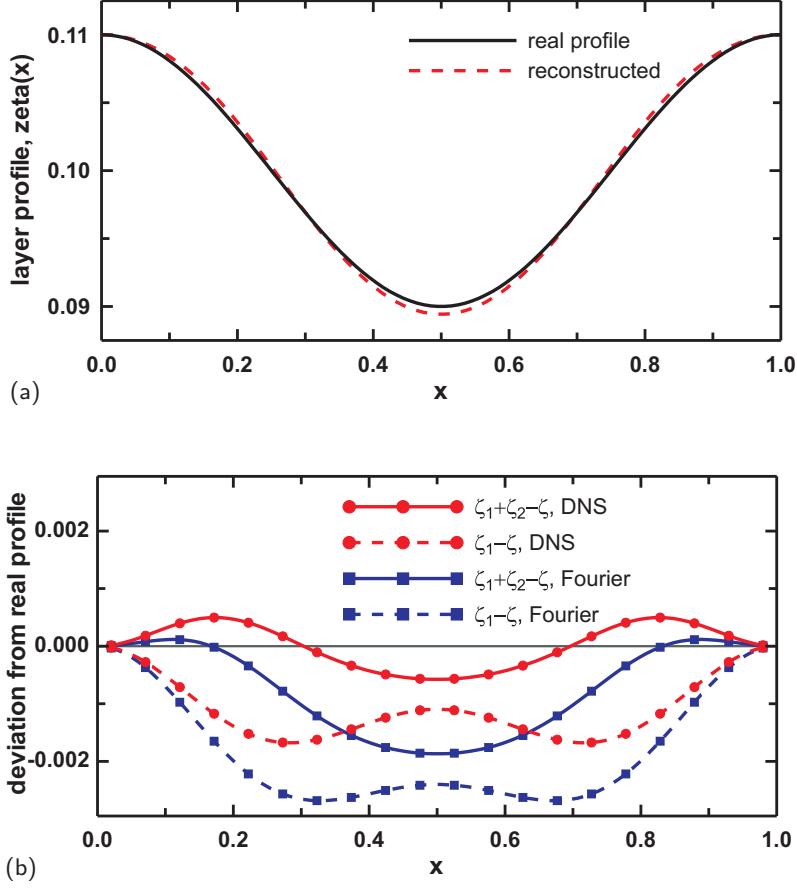 0.11
0.10
0.09
layer profile, zeta(x)
real profile
reconstructed
0.0 0.2 0.4 0.6 0.8 1.0
x
(a)
0.002
0.000
-0.002
deviation from real profile
ζ1+ζ2−ζ, DNS
ζ1−ζ, DNS
ζ1+ζ2−ζ, Fourier
ζ1−ζ, Fourier
0.0 0.2 0.4 0.6 0.8 1.0
x
(b)